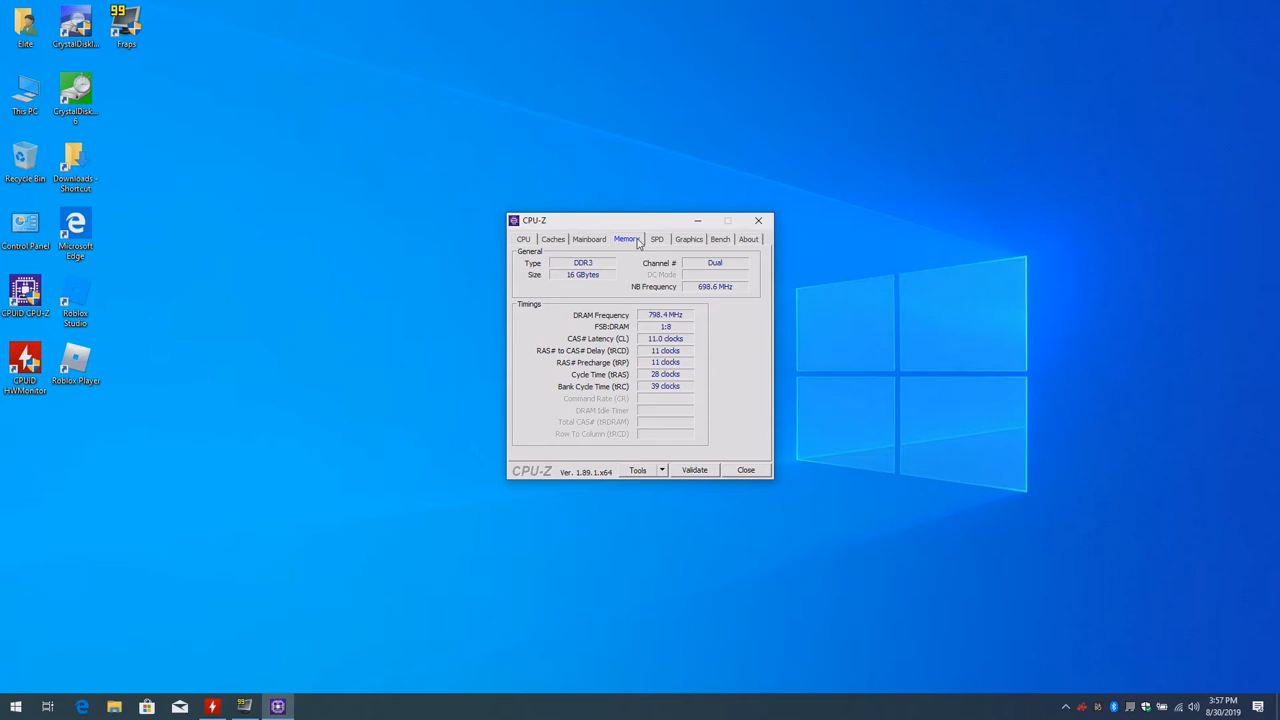 99
Elite
CrystalDiskI...
Fraps
This PC
CrystalDisk...
6
Recycle Bin
Downloads -
Shortcut
Control Panel
Microsoft
Edge
CPUID CPU-Z
Roblox
Studio
CPUID
HWMonitor
Roblox Player
CPU-Z
CPU Caches Mainboard Memory SPD Graphics Bench About
General
Type DDR3 Channel # Dual
Size 16 GBytes DC Mode
NB Frequency 698.6 MHz
Timings
DRAM Frequency 798.4 MHz
FSB:DRAM 1:8
CAS# Latency (CL) 11.0 clocks
RAS# to CAS# Delay (tRCD) 11 clocks
RAS# Precharge (tRP) 11 clocks
Cycle Time (tRAS) 28 clocks
Bank Cycle Time (tRC) 39 clocks
Command Rate (CR)
DRAM Idle Timer
Total CAS# (tRDRAM)
Row To Column (tRCD)
CPU-Z Ver. 1.89.1.x64 Tools Validate Close
99
3:57 PM
8/30/2019